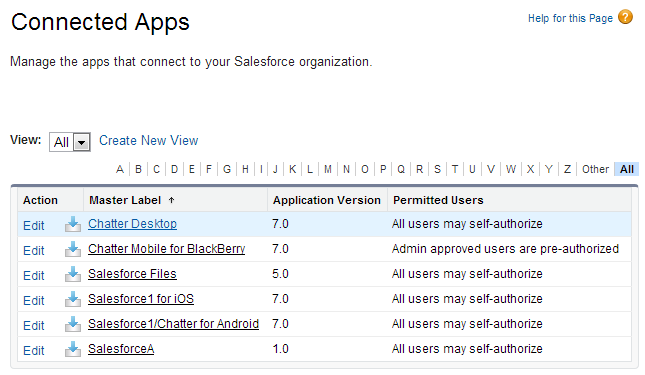 Connected Apps
Help for this Page ?
Manage the apps that connect to your Salesforce organization.
View: All Create New View
A B C D E F G H I J K L M N O P Q R S T U V W X Y Z Other All
Action Master Label ↑ Application Version Permitted Users
Edit Chatter Desktop 7.0 All users may self-authorize
Edit Chatter Mobile for BlackBerry 7.0 Admin approved users are pre-authorized
Edit Salesforce Files 5.0 All users may self-authorize
Edit Salesforce1 for iOS 7.0 All users may self-authorize
Edit Salesforce1/Chatter for Android 7.0 All users may self-authorize
Edit SalesforceA 1.0 All users may self-authorize